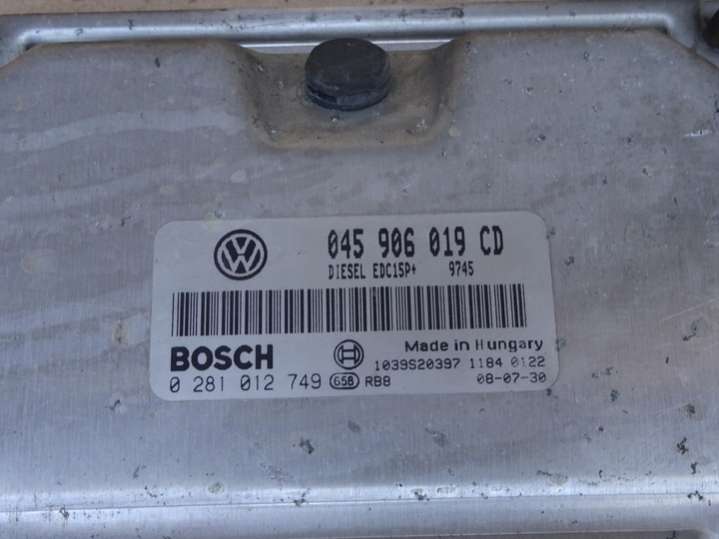 045 906 019 CD
DIESEL EDC15P+ 9745
BOSCH
Made in Hungary
1039S20397 1184 0122
0 281 012 749 658 RB8 08-07-30